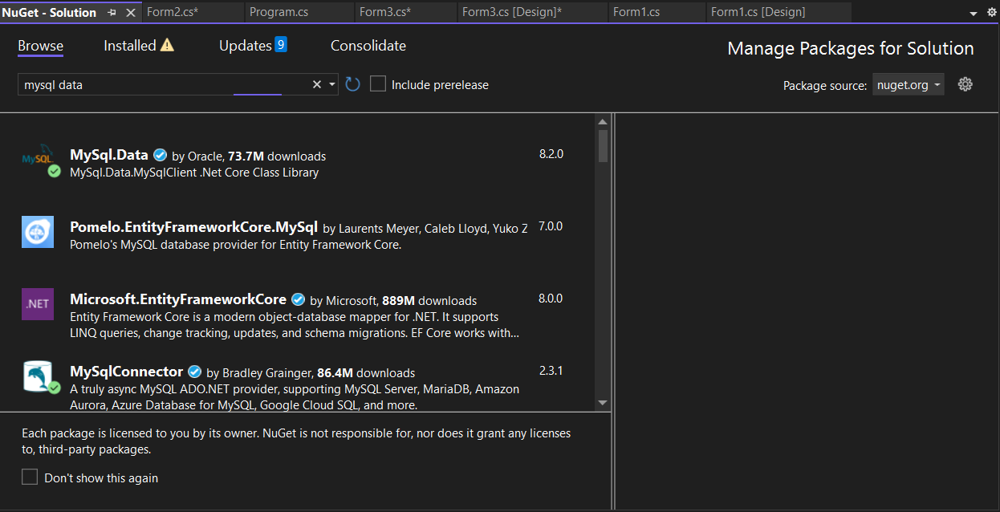 NuGet - Solution
Form2.cs*
Program.cs
Form3.cs*
Form3.cs [Design]*
Form1.cs
Form1.cs [Design]
Browse
Installed
Updates 9
Consolidate
Manage Packages for Solution
mysql data
Include prerelease
Package source: nuget.org
MySQL
MySql.Data by Oracle, 73.7M downloads
8.2.0
MySql.Data.MySqlClient .Net Core Class Library
Pomelo.EntityFrameworkCore.MySql by Laurents Meyer, Caleb Lloyd, Yuko Z
7.0.0
Pomelo's MySQL database provider for Entity Framework Core.
.NET
Microsoft.EntityFrameworkCore by Microsoft, 889M downloads
8.0.0
Entity Framework Core is a modern object-database mapper for .NET. It supports
LINQ queries, change tracking, updates, and schema migrations. EF Core works with...
MySqlConnector by Bradley Grainger, 86.4M downloads
2.3.1
A truly async MySQL ADO.NET provider, supporting MySQL Server, MariaDB, Amazon
Aurora, Azure Database for MySQL, Google Cloud SQL, and more.
Each package is licensed to you by its owner. NuGet is not responsible for, nor does it grant any licenses
to, third-party packages.
Don't show this again